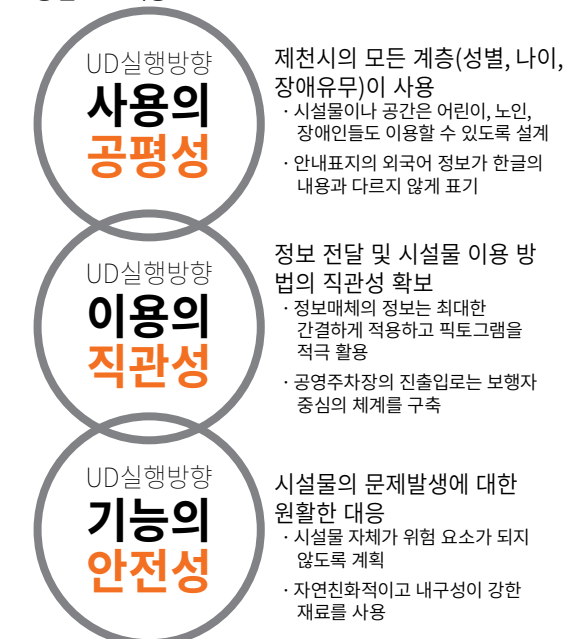 UD실행방향
사용의
공평성
제천시의 모든 계층(성별, 나이,
장애유무)이 사용
· 시설물이나 공간은 어린이, 노인,
장애인들도 이용할 수 있도록 설계
· 안내표지의 외국어 정보가 한글의
내용과 다르지 않게 표기
UD실행방향
이용의
직관성
정보 전달 및 시설물 이용 방
법의 직관성 확보
· 정보매체의 정보는 최대한
간결하게 적용하고 픽토그램을
적극 활용
· 공영주차장의 진출입로는 보행자
중심의 체계를 구축
UD실행방향
기능의
안전성
시설물의 문제발생에 대한
원활한 대응
· 시설물 자체가 위험 요소가 되지
않도록 계획
· 자연친화적이고 내구성이 강한
재료를 사용